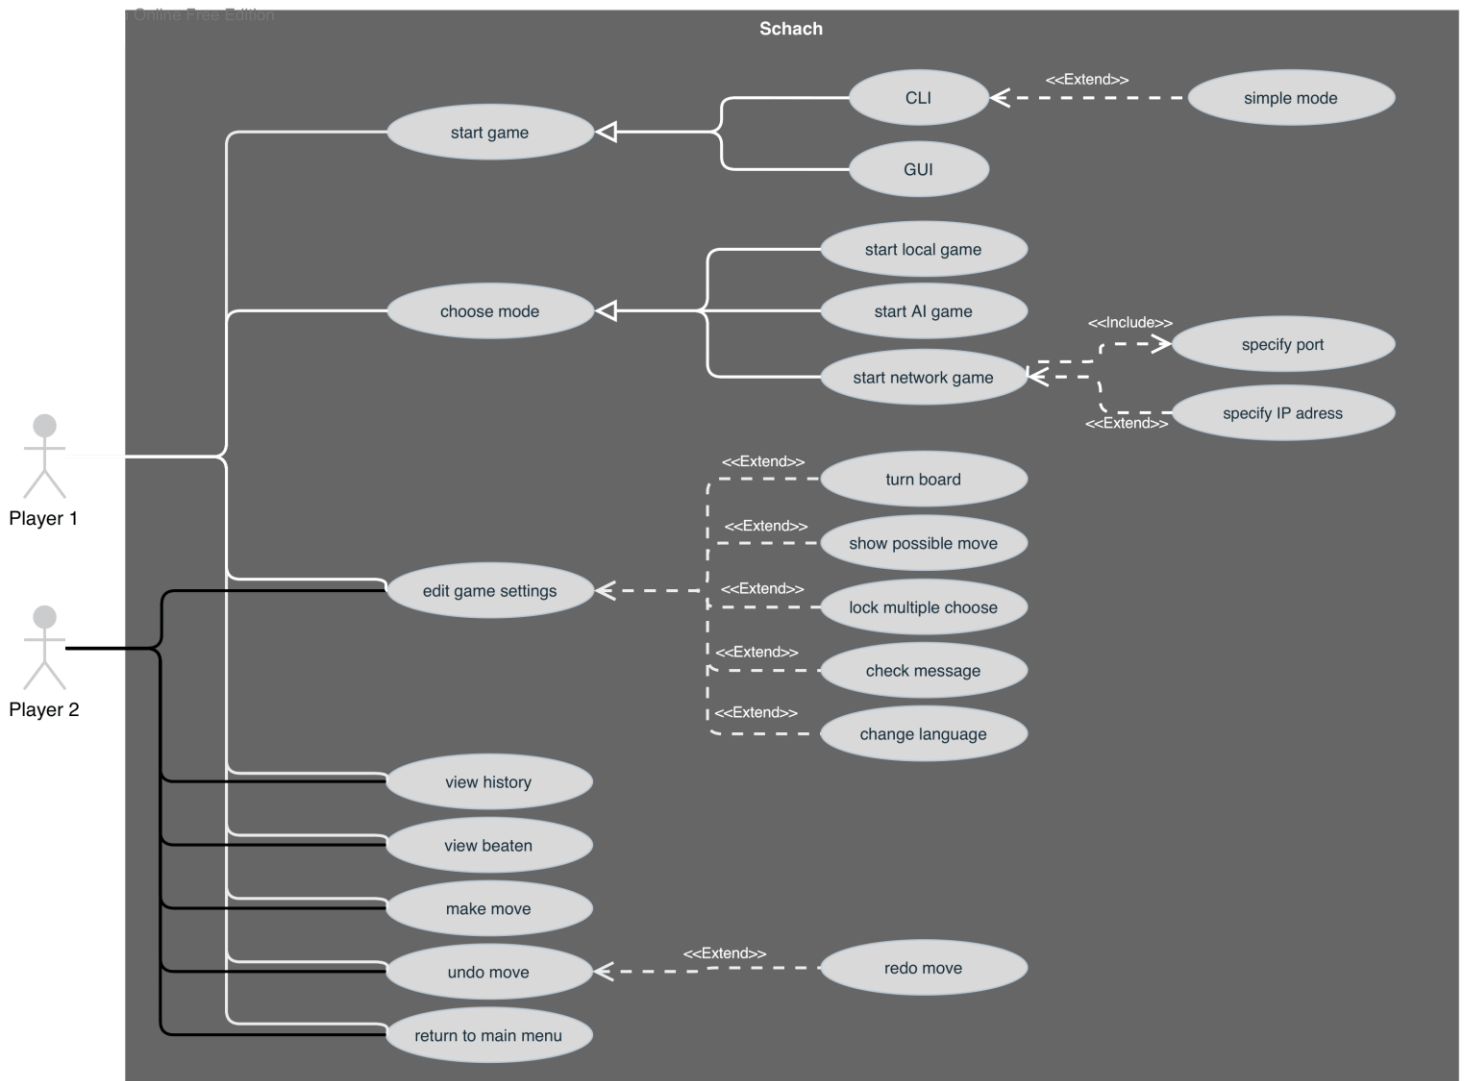 Online Free Edition
Schach
<<Extend>>
CLI
simple mode
start game
GUI
start local game
choose mode
start AI game
<<Include>>
specify port
start network game
specify IP adress
<<Extend>>
<<Extend>>
turn board
Player 1
<<Extend>>
show possible move
edit game settings
<<Extend>>
lock multiple choose
<<Extend>>
check message
Player 2
<<Extend>>
change language
view history
view beaten
make move
<<Extend>>
undo move
redo move
return to main menu